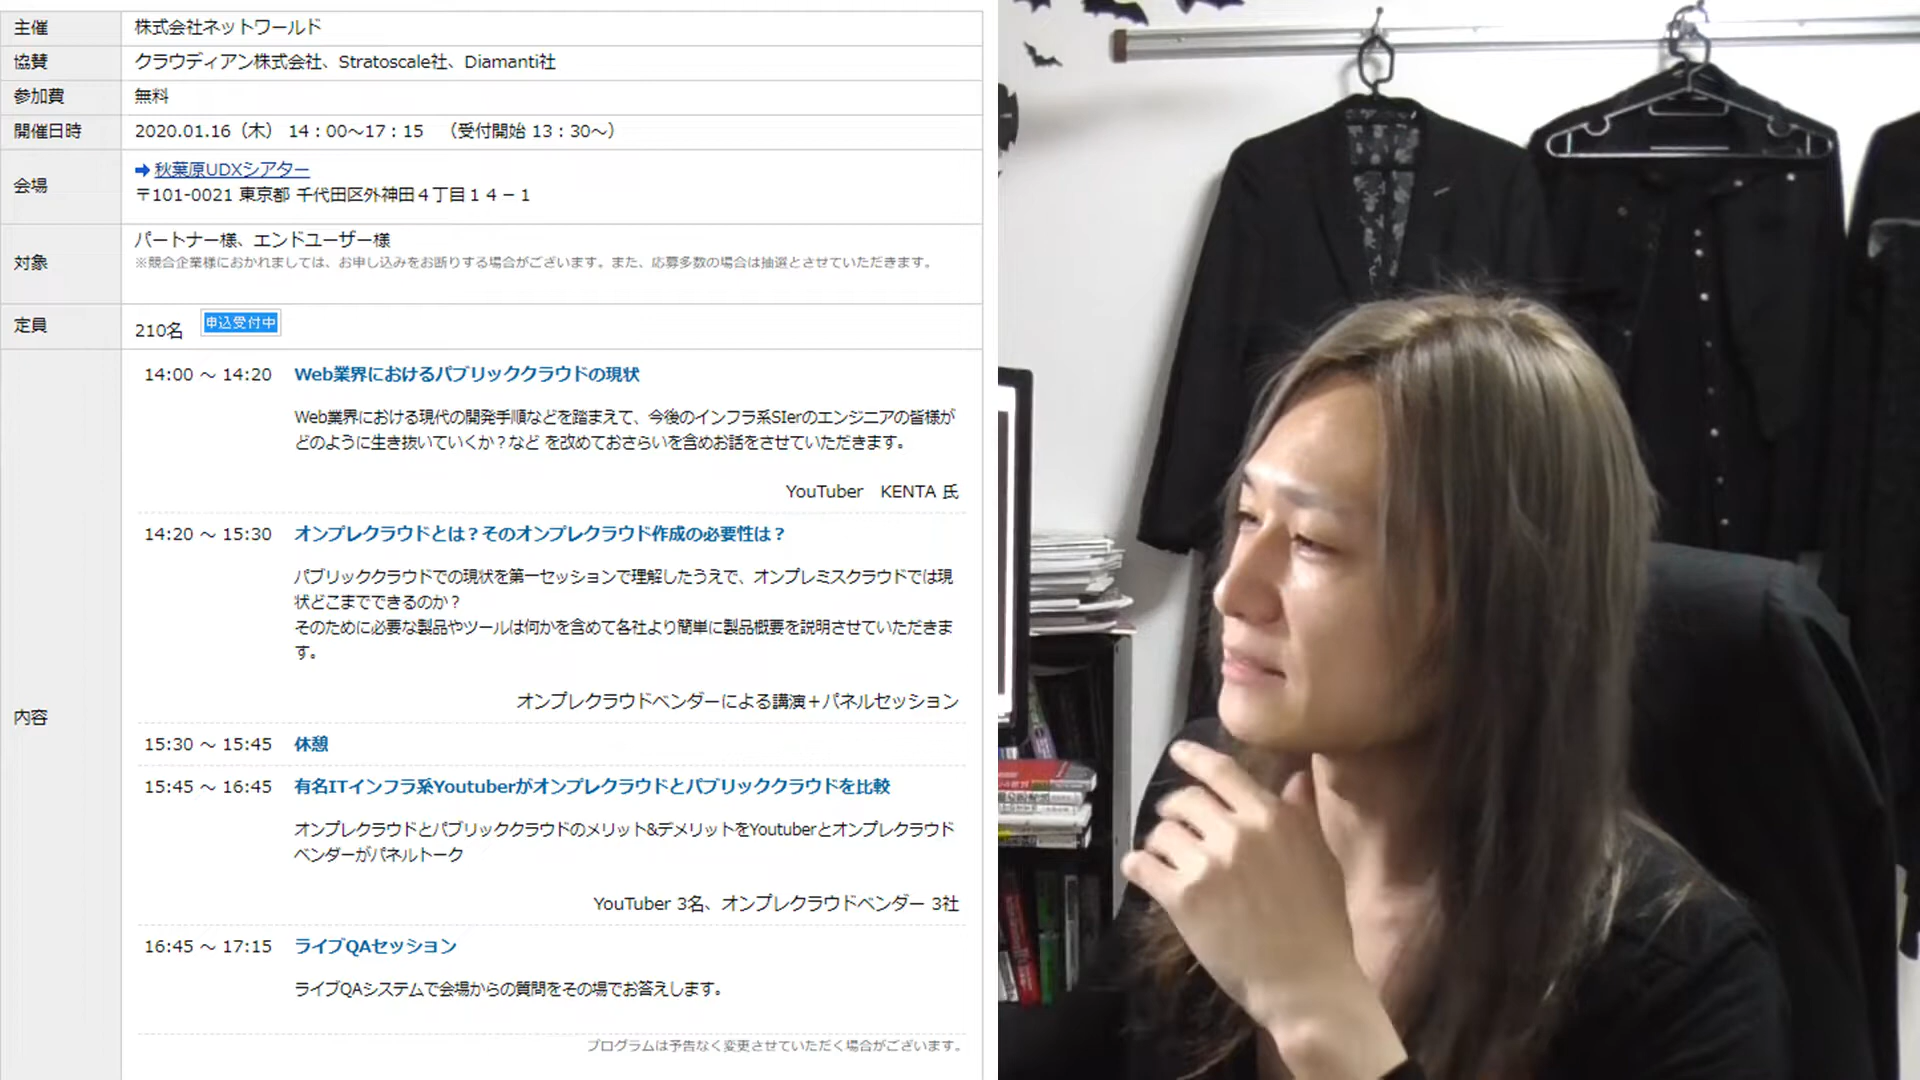 主催
株式会社ネットワールド
協賛
クラウディアン株式会社、Stratoscale社、Diamanti社
参加費
無料
開催日時
2020.01.16（木） 14：00～17：15　（受付開始 13：30～）
会場
秋葉原UDXシアター
〒101-0021 東京都 千代田区外神田４丁目１４－１
対象
パートナー様、エンドユーザー様
※競合企業様におかれましては、お申し込みをお断りする場合がございます。また、応募多数の場合は抽選とさせていただきます。
定員
210名 申込受付中
内容
14:00 ～ 14:20 Web業界におけるパブリッククラウドの現状
Web業界における現代の開発手順などを踏まえて、今後のインフラ系SIerのエンジニアの皆様が
どのように生き抜いていくか？など を改めておさらいを含めお話をさせていただきます。
YouTuber　KENTA 氏
14:20 ～ 15:30 オンプレクラウドとは？そのオンプレクラウド作成の必要性は？
パブリッククラウドでの現状を第一セッションで理解したうえで、オンプレミスクラウドでは現
状どこまでできるのか？
そのために必要な製品やツールは何かを含めて各社より簡単に製品概要を説明させていただきま
す。
オンプレクラウドベンダーによる講演＋パネルセッション
15:30 ～ 15:45 休憩
15:45 ～ 16:45 有名ITインフラ系Youtuberがオンプレクラウドとパブリッククラウドを比較
オンプレクラウドとパブリッククラウドのメリット&デメリットをYoutuberとオンプレクラウド
ベンダーがパネルトーク
YouTuber 3名、オンプレクラウドベンダー 3社
16:45 ～ 17:15 ライブQAセッション
ライブQAシステムで会場からの質問をその場でお答えします。
プログラムは予告なく変更させていただく場合がございます。